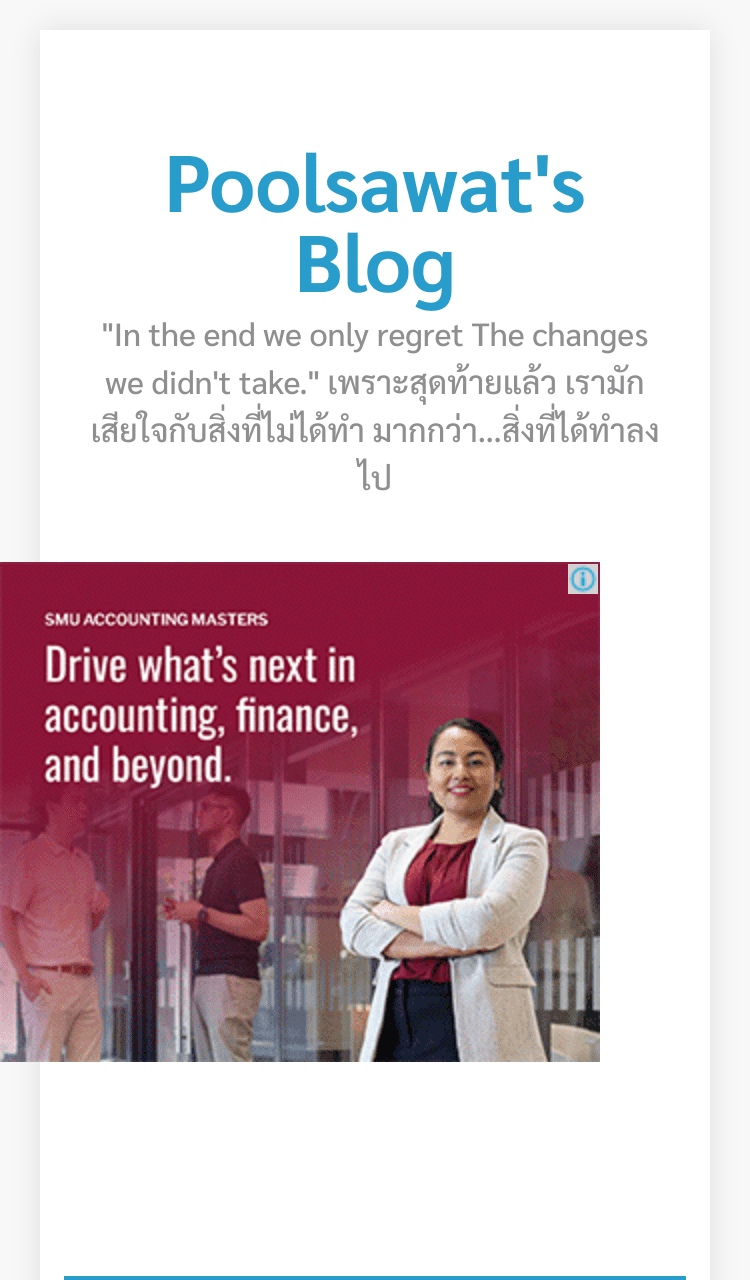 Poolsawat's
Blog
"In the end we only regret The changes
we didn't take." เพราะสุดท้ายแล้ว เรามัก
เสียใจกับสิ่งที่ไม่ได้ทำ มากกว่า...สิ่งที่ได้ทำลง
ไป
SMU ACCOUNTING MASTERS
Drive what's next in
accounting, finance,
and beyond.